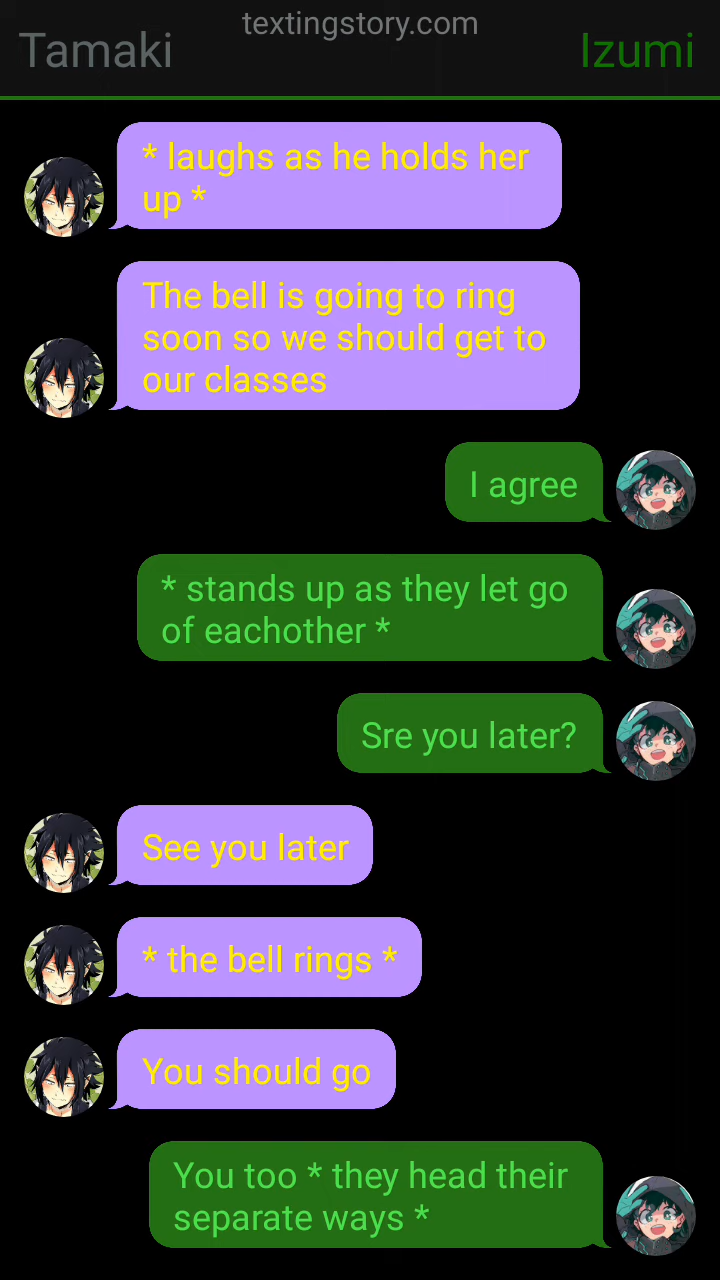 textingstory.com
Tamaki
Izumi
* laughs as he holds her
up *
The bell is going to ring
soon so we should get to
our classes
I agree
* stands up as they let go
of eachother *
Sre you later?
See you later
* the bell rings *
You should go
You too * they head their
separate ways *